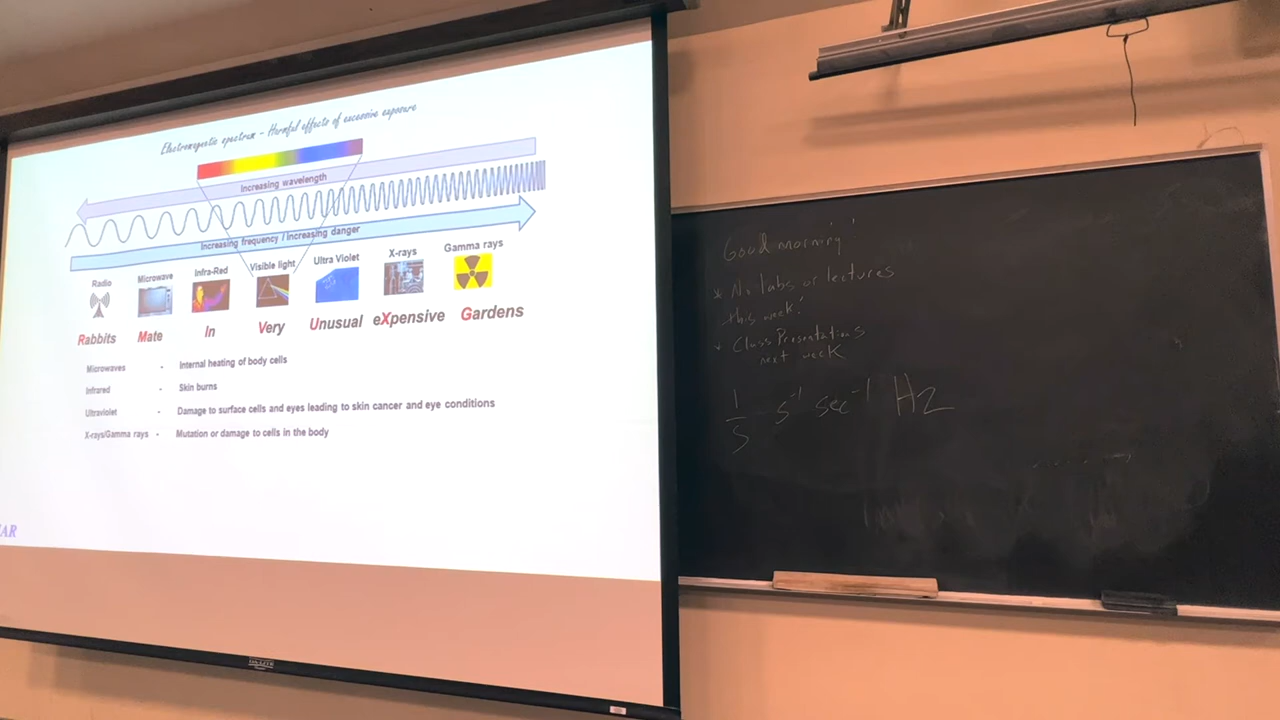 Electromagnetic spectrum – Harmful effects of excessive exposure
Increasing wavelength
Increasing frequency / Increasing danger
Radio Microwave Infra-Red Visible light Ultra Violet X-rays Gamma rays
Rabbits Mate In Very Unusual eXpensive Gardens
Microwaves - Internal heating of body cells
Infrared - Skin burns
Ultraviolet - Damage to surface cells and eyes leading to skin cancer and eye conditions
X-rays/Gamma rays - Mutation or damage to cells in the body
AR
Good morning!
* No labs or lectures
this week!
* Class Presentations
next week
1/s s⁻¹ sec⁻¹ Hz